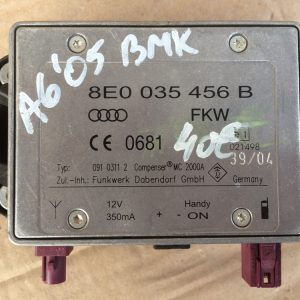 A6'05 BMK
8E0 035 456 B
FKW
CE 0681
40€
e1
021498
39/04
Typ: 091 0311 2 Compenser® MC 2000A
Zul.-Inh.: Funkwerk Dabendorf GmbH
Germany
12V Handy
350mA + - ON